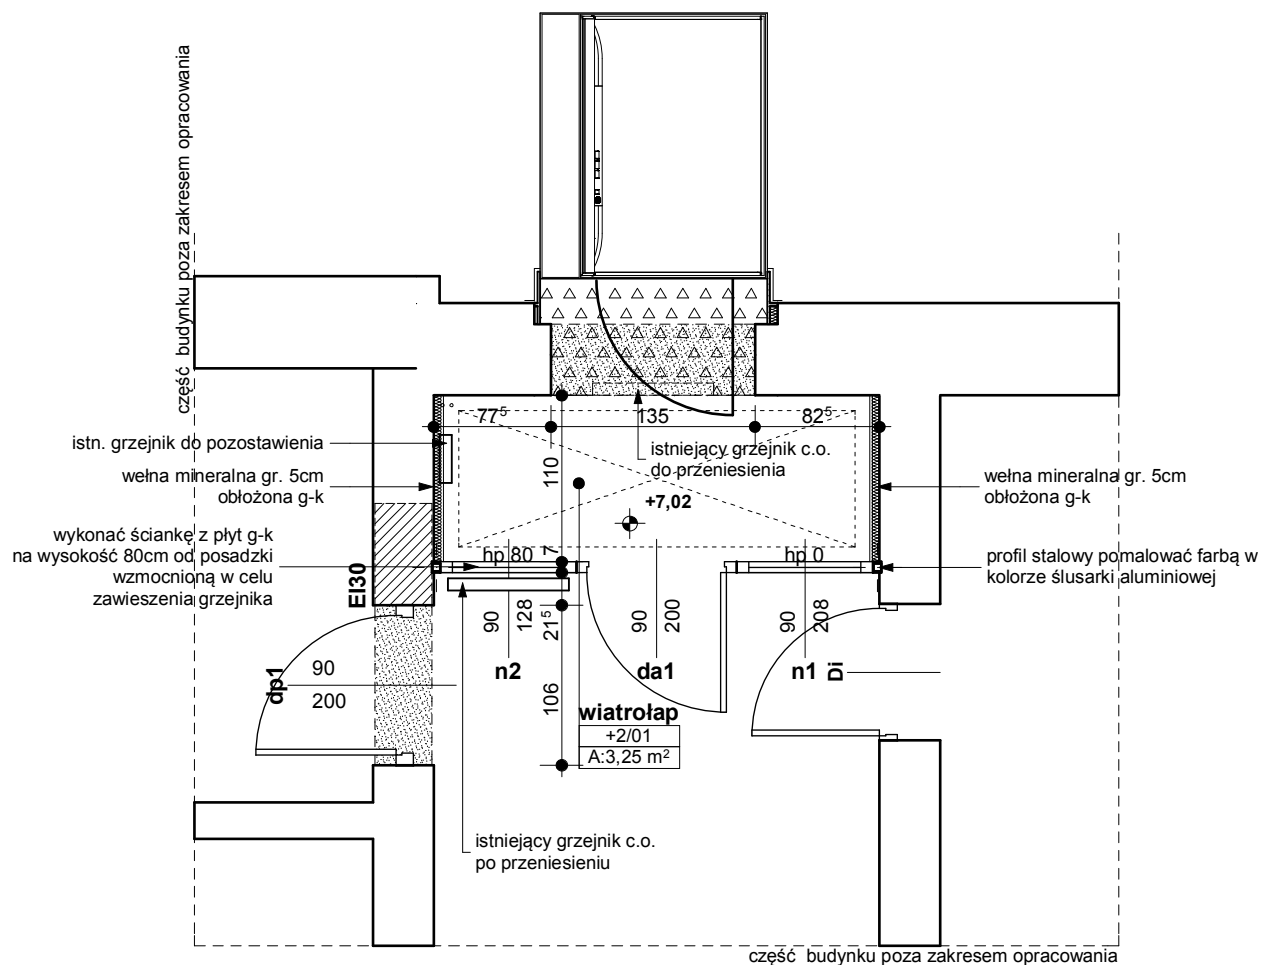 część budynku poza zakresem opracowania
istn. grzejnik do pozostawienia
wełna mineralna gr. 5cm
obłożona g-k
wykonać ściankę z płyt g-k
na wysokość 80cm od posadzki
wzmocnioną w celu
zawieszenia grzejnika
77⁵
135
82⁵
istniejący grzejnik c.o.
do przeniesienia
110
+7,02
wełna mineralna gr. 5cm
obłożona g-k
profil stalowy pomalować farbą w
kolorze ślusarki aluminiowej
hp 80
7
hp 0
EI30
90
128
21⁵
90
200
90
208
n2
da1
n1
Di
dp1
90
200
106
wiatrołap
+2/01
A:3,25 m²
istniejący grzejnik c.o.
po przeniesieniu
część budynku poza zakresem opracowania